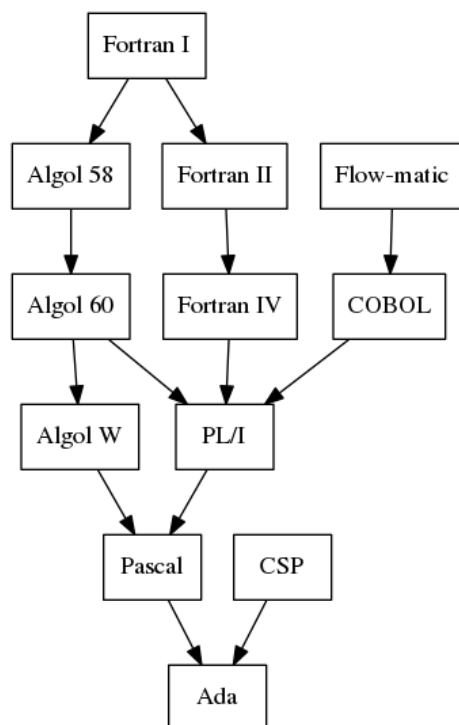 Fortran I
Algol 58
Fortran II
Flow-matic
Algol 60
Fortran IV
COBOL
Algol W
PL/I
Pascal
CSP
Ada